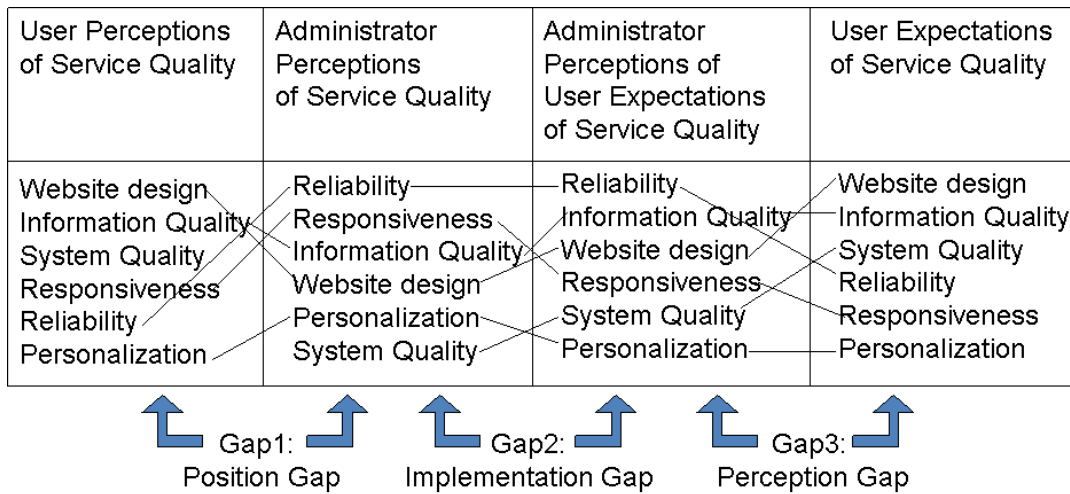 User Perceptions
of Service Quality
Administrator
Perceptions
of Service Quality
Administrator
Perceptions of
User Expectations
of Service Quality
User Expectations
of Service Quality
Website design
Information Quality
System Quality
Responsiveness
Reliability
Personalization
Reliability
Responsiveness
Information Quality
Website design
Personalization
System Quality
Reliability
Information Quality
Website design
Responsiveness
System Quality
Personalization
Website design
Information Quality
System Quality
Reliability
Responsiveness
Personalization
Gap1:
Position Gap
Gap2:
Implementation Gap
Gap3:
Perception Gap